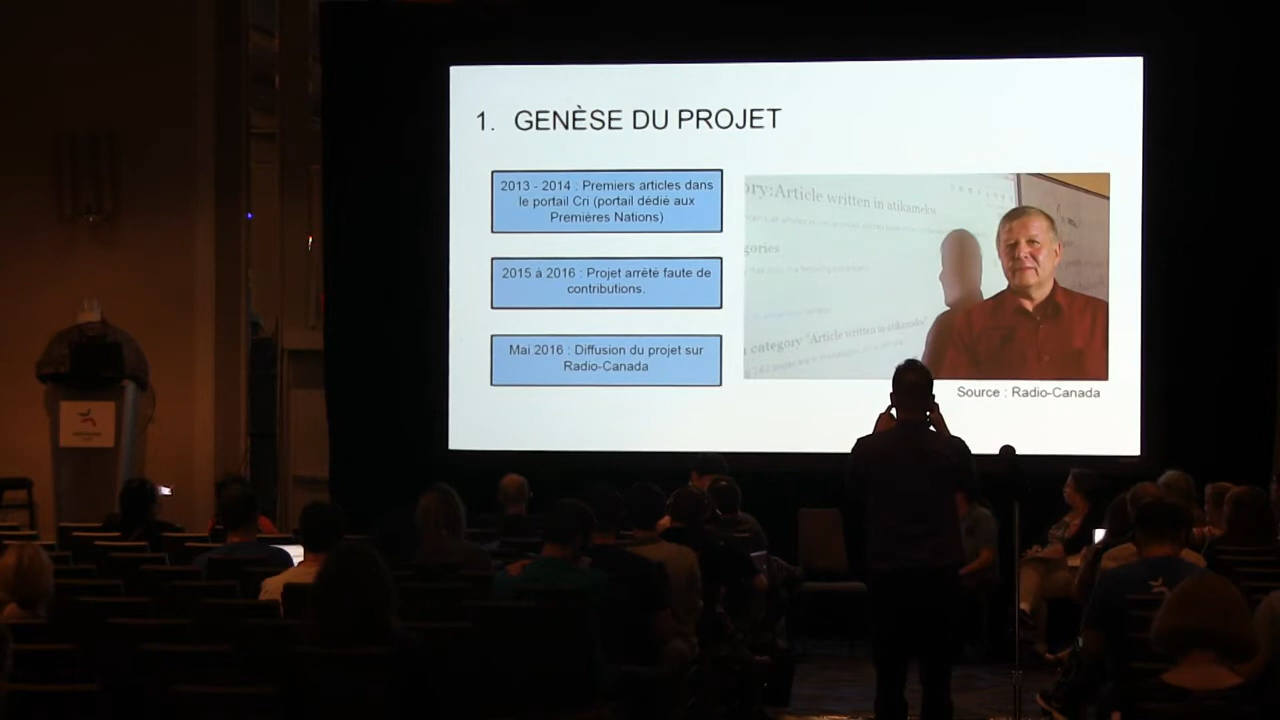 1. GENÈSE DU PROJET
2013 - 2014 : Premiers articles dans
le portail Cri (portail dédié aux
Premières Nations)
2015 à 2016 : Projet arrêté faute de
contributions.
Mai 2016 : Diffusion du projet sur
Radio-Canada
ry:Article written in atikamekw
gories
category "Article written in atikamekw"
Source : Radio-Canada